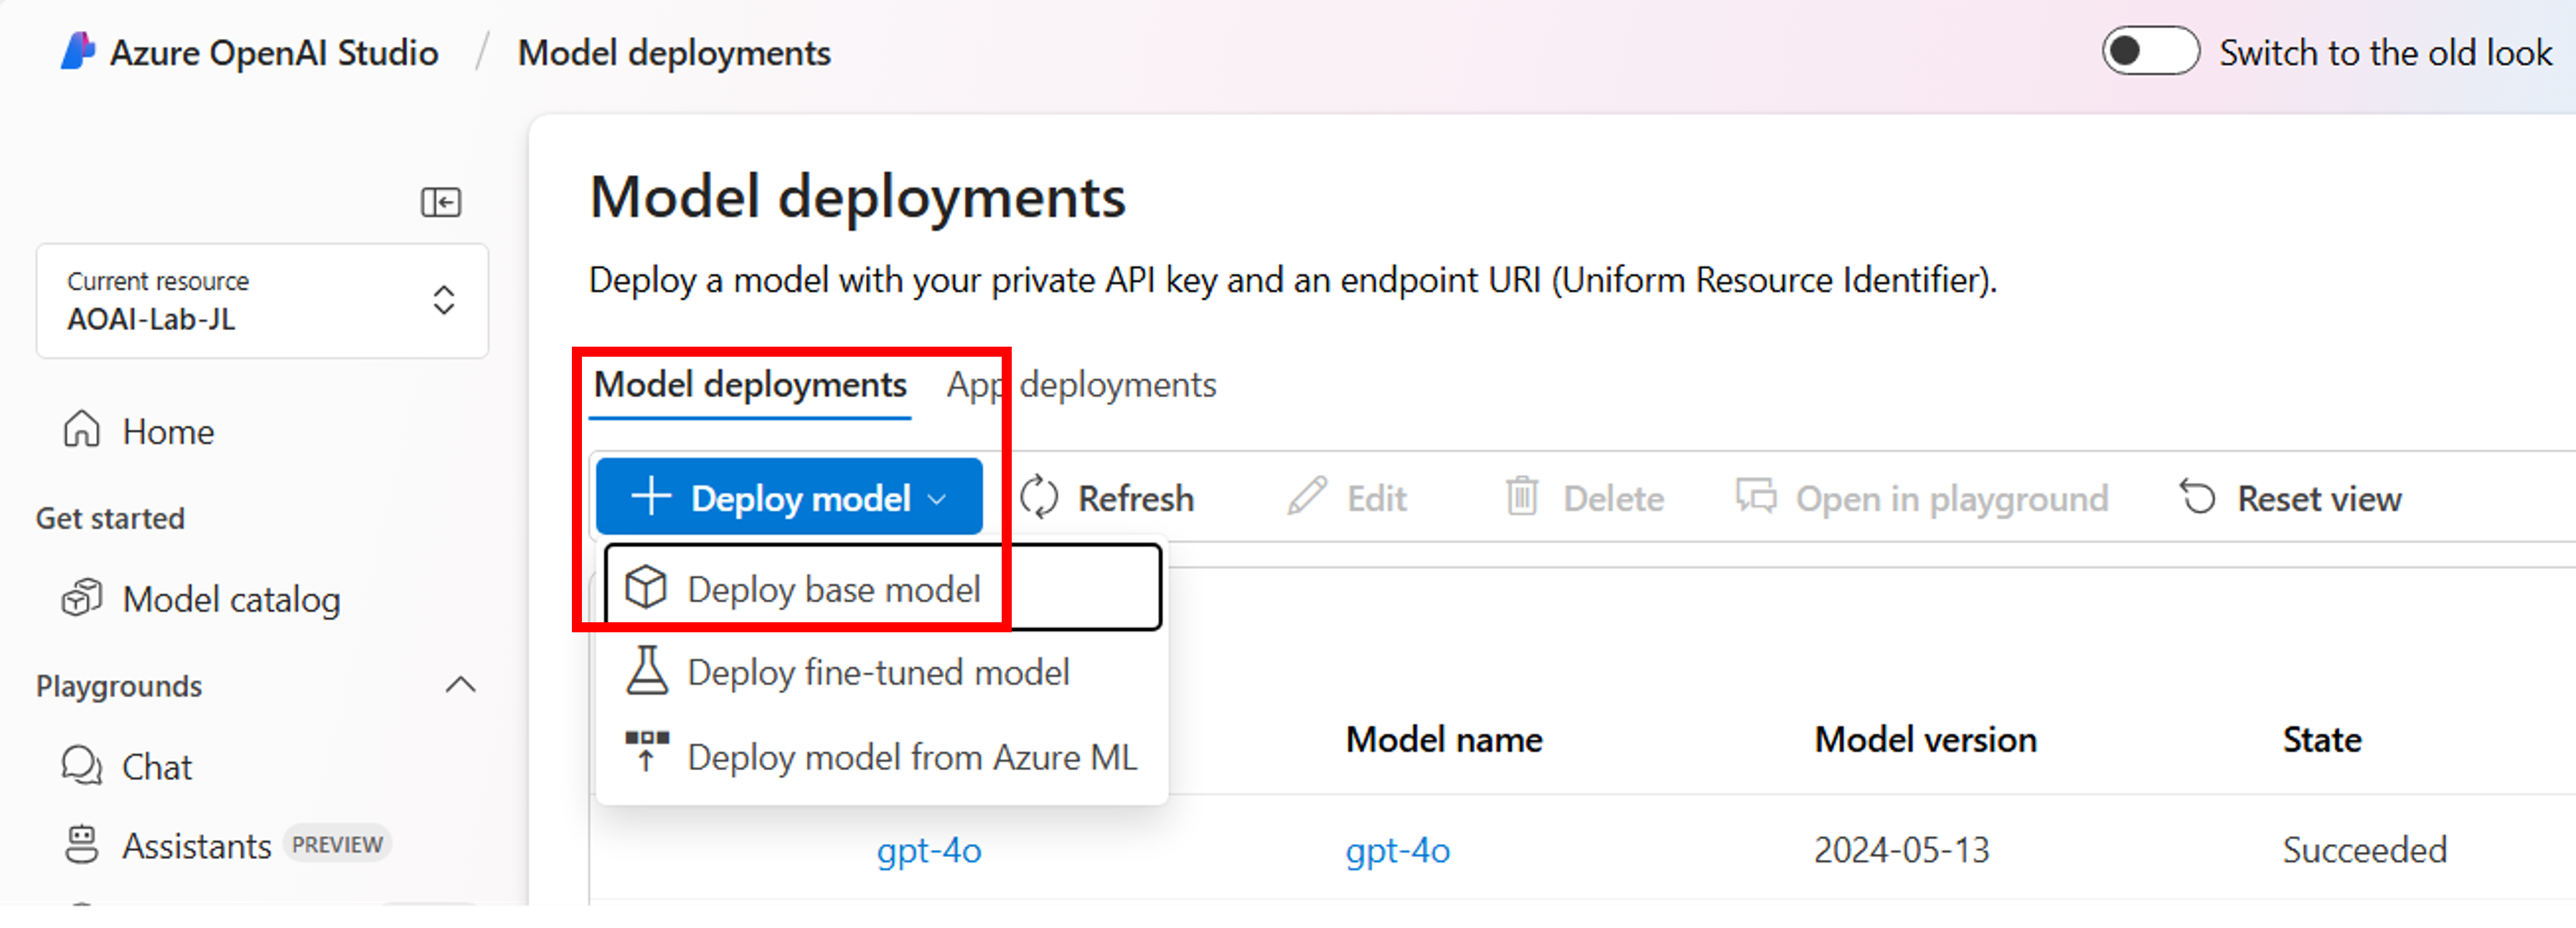 Azure OpenAI Studio / Model deployments
Switch to the old look
Current resource
AOAI-Lab-JL
Home
Get started
Model catalog
Playgrounds
Chat
Assistants PREVIEW
Model deployments
Deploy a model with your private API key and an endpoint URI (Uniform Resource Identifier).
Model deployments App deployments
Deploy model Refresh Edit Delete Open in playground Reset view
Deploy base model
Deploy fine-tuned model
Deploy model from Azure ML
Model name Model version State
gpt-4o gpt-4o 2024-05-13 Succeeded